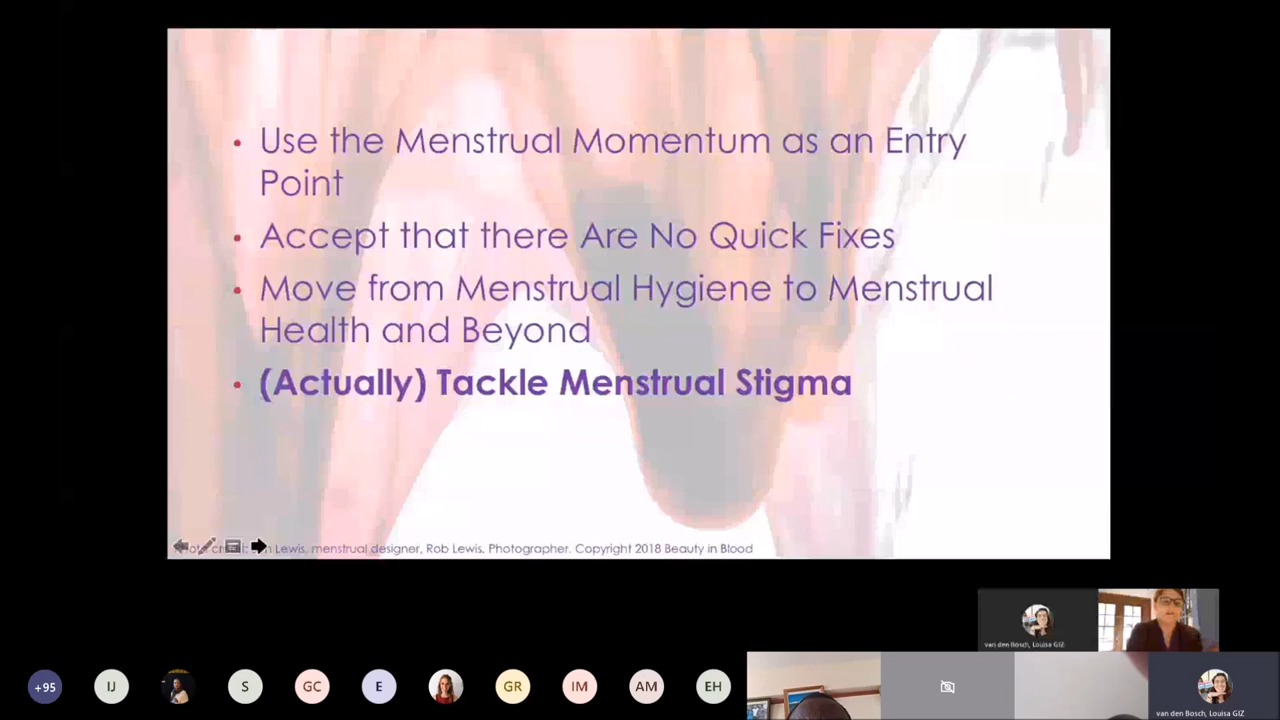 • Use the Menstrual Momentum as an Entry
Point
• Accept that there Are No Quick Fixes
• Move from Menstrual Hygiene to Menstrual
Health and Beyond
• (Actually) Tackle Menstrual Stigma
Lewis, menstrual designer, Rob Lewis. Photographer. Copyright 2018 Beauty in Blood
van den Bosch, Louisa GIZ
+95 IJ S GC E GR IM AM EH
van den Bosch, Louisa GIZ